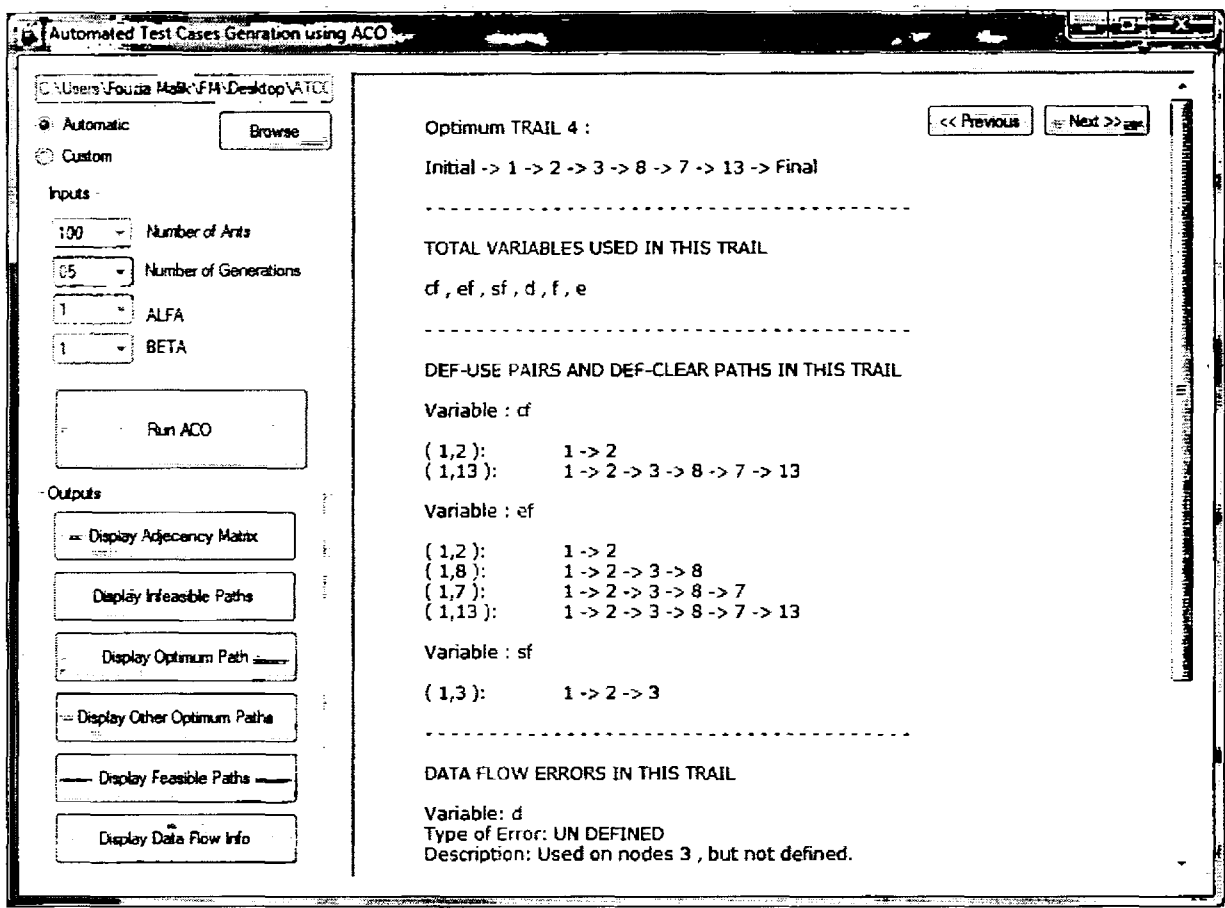 Automated Test Cases Genration using ACO
C:\Users\Fouzia Malik\FM\Desktop\ATCG
Automatic
Browse
Custom
Inputs
100 Number of Ants
05 Number of Generations
1 ALFA
1 BETA
Run ACO
Outputs
Display Adjecency Matrix
Display Infeasible Paths
Display Optimum Path
Display Other Optimum Paths
Display Feasible Paths
Display Data Flow Info
<< Previous Next >>
Optimum TRAIL 4 :
Initial -> 1 -> 2 -> 3 -> 8 -> 7 -> 13 -> Final
- - - - - - - - - - - - - - - - - - - - - - - - - - - - - - - - - - - - - - -
TOTAL VARIABLES USED IN THIS TRAIL
cf , ef , sf , d , f , e
- - - - - - - - - - - - - - - - - - - - - - - - - - - - - - - - - - - - - - -
DEF-USE PAIRS AND DEF-CLEAR PATHS IN THIS TRAIL
Variable : cf
( 1,2 ): 1 -> 2
( 1,13 ): 1 -> 2 -> 3 -> 8 -> 7 -> 13
Variable : ef
( 1,2 ): 1 -> 2
( 1,8 ): 1 -> 2 -> 3 -> 8
( 1,7 ): 1 -> 2 -> 3 -> 8 -> 7
( 1,13 ): 1 -> 2 -> 3 -> 8 -> 7 -> 13
Variable : sf
( 1,3 ): 1 -> 2 -> 3
- - - - - - - - - - - - - - - - - - - - - - - - - - - - - - - - - - - - - - -
DATA FLOW ERRORS IN THIS TRAIL
Variable: d
Type of Error: UN DEFINED
Description: Used on nodes 3 , but not defined.